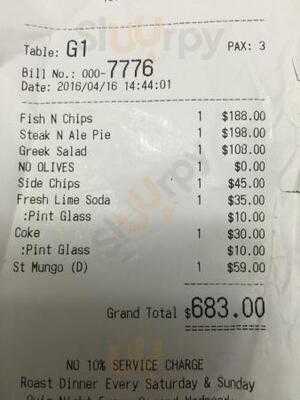 Table: G1 PAX: 3
Bill No.: 000-7776
Date: 2016/04/16 14:44:01
Fish N Chips 1 $188.00
Steak N Ale Pie 1 $198.00
Greek Salad 1 $108.00
NO OLIVES 1 $0.00
Side Chips 1 $45.00
Fresh Lime Soda 1 $35.00
:Pint Glass $10.00
Coke 1 $30.00
:Pint Glass $10.00
St Mungo (D) 1 $59.00
Grand Total $683.00
NO 10% SERVICE CHARGE
Roast Dinner Every Saturday & Sunday
Quiz Night Every